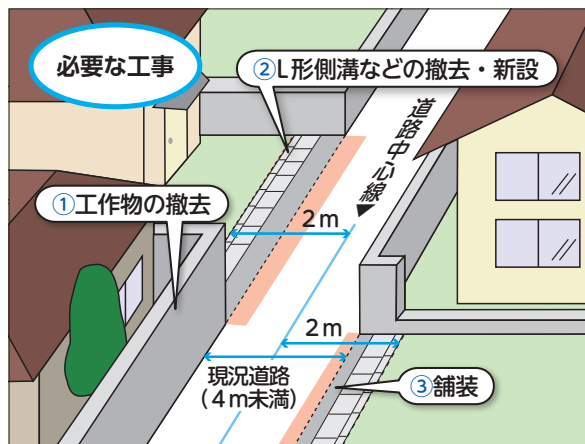 必要な工事
②L形側溝などの撤去・新設
道路中心線
①工作物の撤去
2m
2m
現況道路
（4m未満）
③舗装